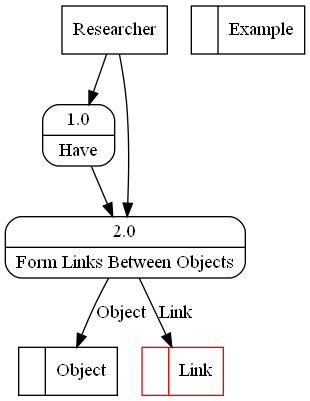 Researcher
Example
1.0
Have
2.0
Form Links Between Objects
Object
Link
Object
Link